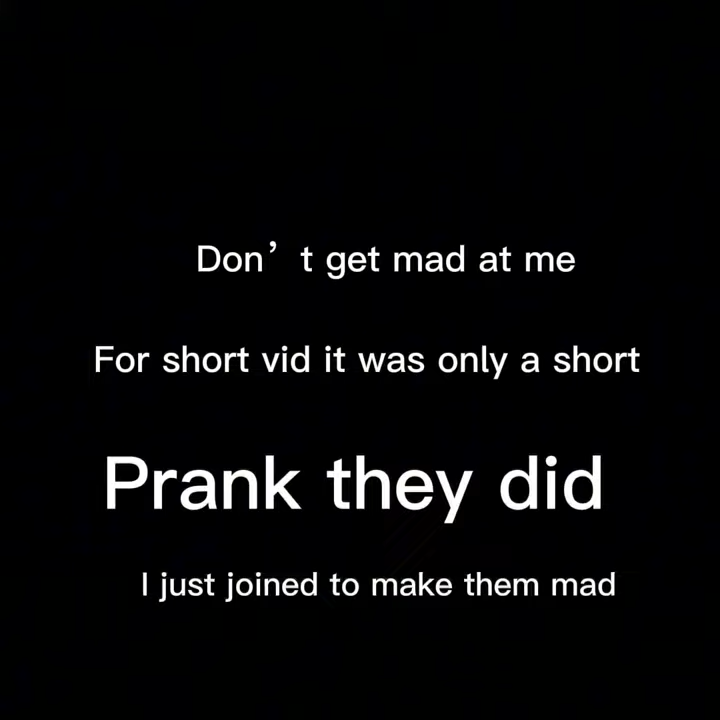 Don’t get mad at me
For short vid it was only a short
Prank they did
I just joined to make them mad